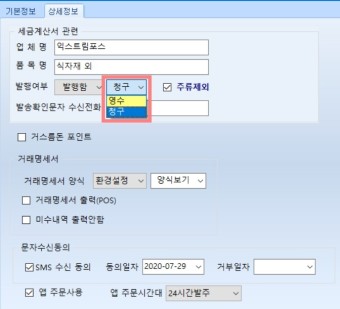 기본정보 상세정보
세금계산서 관련
업 체 명 익스트림포스
품 목 명 식자재 외
발행여부 발행함 청구 주류제외
영수
청구
발송확인문자 수신전화
거스름돈 포인트
거래명세서
거래명세서 양식 환경설정 양식보기
거래명세서 출력(POS)
미수내역 출력안함
문자수신동의
SMS 수신 동의 동의일자 2020-07-29 거부일자
앱 주문사용 앱 주문시간대 24시간발주